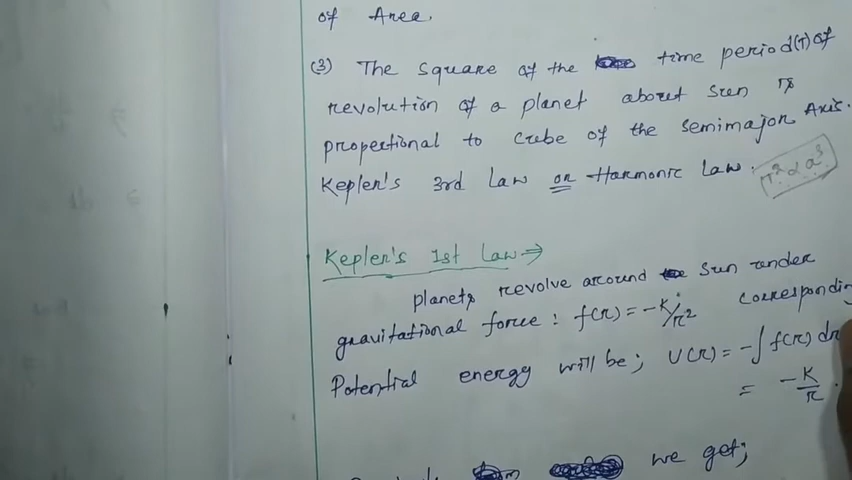 of Area.
(3) The square of the time period(T) of
revolution of a planet about sun is
propertional to cube of the semimajor Axis.
Kepler's 3rd Law or Harmonic Law.
T² α a³
Kepler's 1st Law ⇒
planets revolve around sun under
gravitational force : f(r) = -K/r² corresponding
Potential energy will be; U(r) = -∫ f(r) dr
= -K/r.
we get;